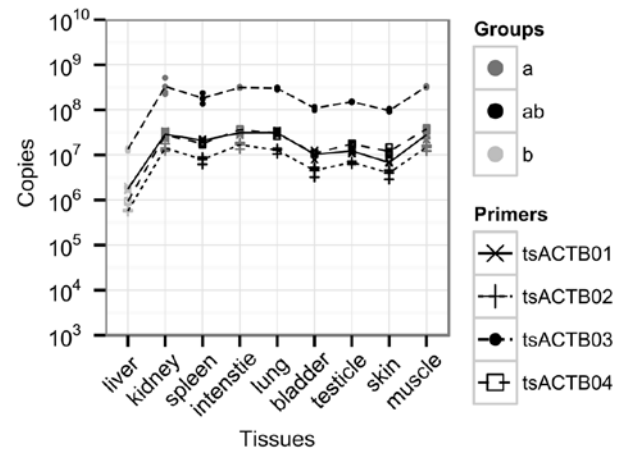 Copies
10^10
10^9
10^8
10^7
10^6
10^5
10^4
10^3
liver
kidney
spleen
intenstie
lung
bladder
testicle
skin
muscle
Tissues
Groups
a
ab
b
Primers
tsACTB01
tsACTB02
tsACTB03
tsACTB04